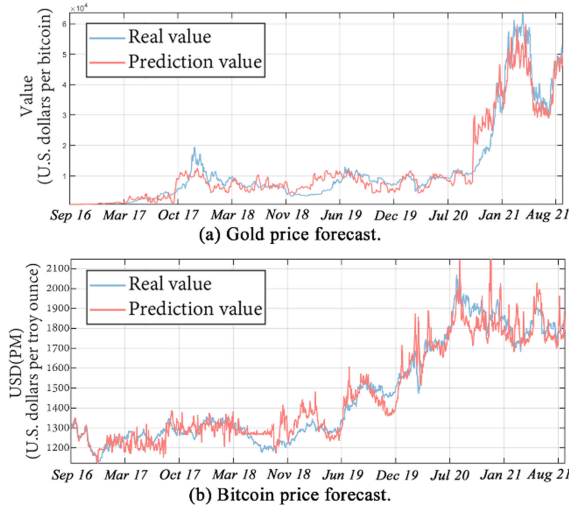 ×10⁴
6
5
4
3
2
1
Value
(U.S. dollars per bitcoin)
Real value
Prediction value
Sep 16 Mar 17 Oct 17 Mar 18 Nov 18 Jun 19 Dec 19 Jul 20 Jan 21 Aug 21
(a) Gold price forecast.
2100
2000
1900
1800
1700
1600
1500
1400
1300
1200
USD(PM)
(U.S. dollars per troy ounce)
Real value
Prediction value
Sep 16 Mar 17 Oct 17 Mar 18 Nov 18 Jun 19 Dec 19 Jul 20 Jan 21 Aug 21
(b) Bitcoin price forecast.